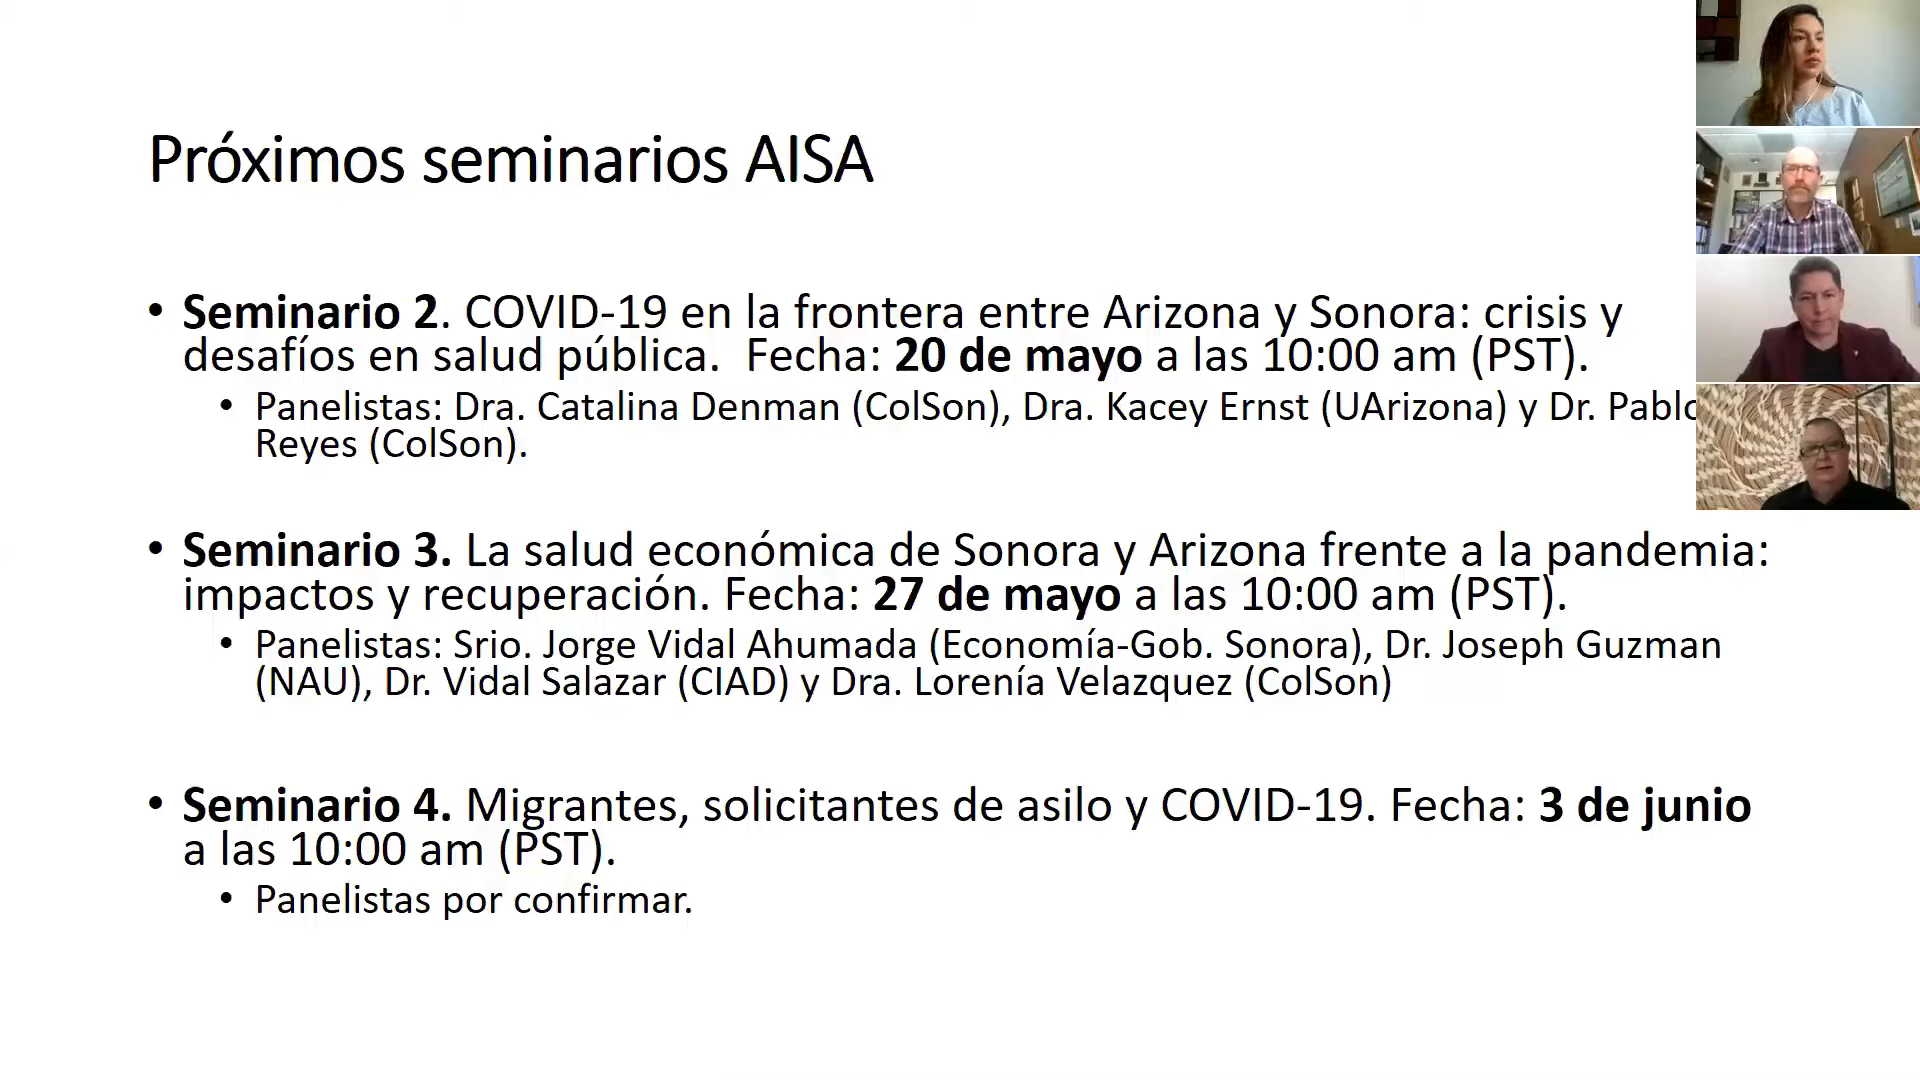 Próximos seminarios AISA
• Seminario 2. COVID-19 en la frontera entre Arizona y Sonora: crisis y
desafíos en salud pública. Fecha: 20 de mayo a las 10:00 am (PST).
• Panelistas: Dra. Catalina Denman (ColSon), Dra. Kacey Ernst (UArizona) y Dr. Pablo
Reyes (ColSon).
• Seminario 3. La salud económica de Sonora y Arizona frente a la pandemia:
impactos y recuperación. Fecha: 27 de mayo a las 10:00 am (PST).
• Panelistas: Srio. Jorge Vidal Ahumada (Economía-Gob. Sonora), Dr. Joseph Guzman
(NAU), Dr. Vidal Salazar (CIAD) y Dra. Lorenía Velazquez (ColSon)
• Seminario 4. Migrantes, solicitantes de asilo y COVID-19. Fecha: 3 de junio
a las 10:00 am (PST).
• Panelistas por confirmar.